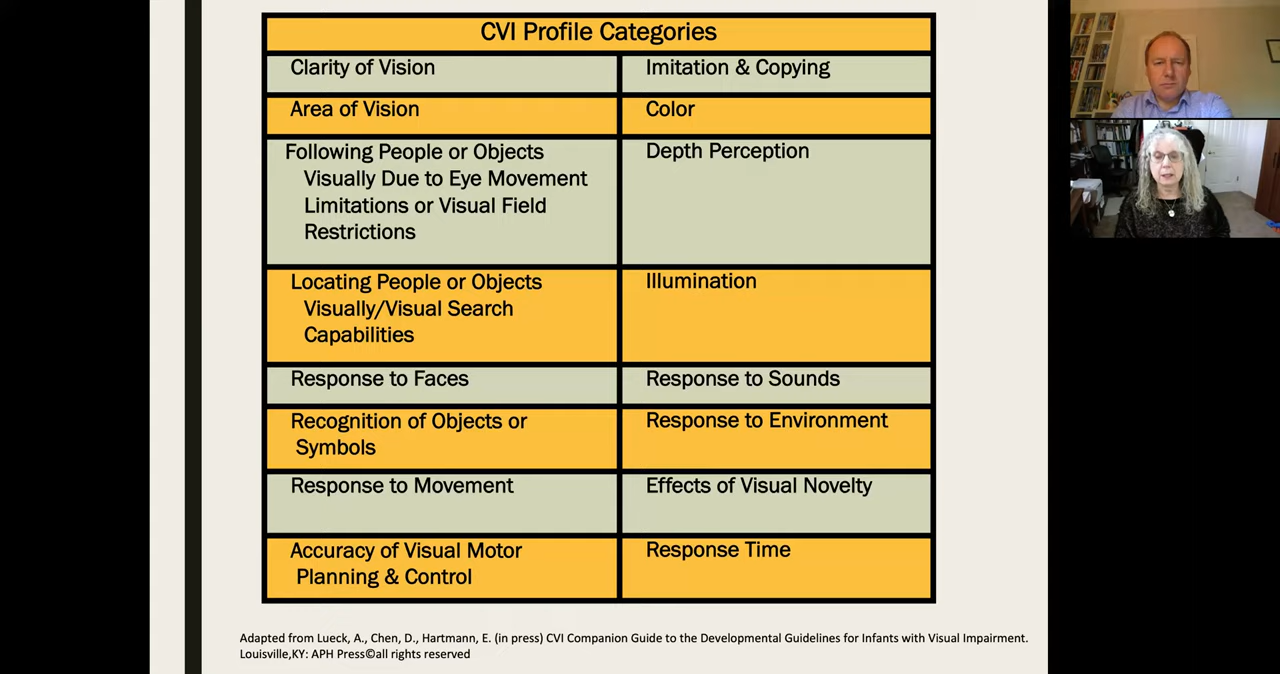 CVI Profile Categories
Clarity of Vision
Imitation & Copying
Area of Vision
Color
Following People or Objects
Visually Due to Eye Movement
Limitations or Visual Field
Restrictions
Depth Perception
Locating People or Objects
Visually/Visual Search
Capabilities
Illumination
Response to Faces
Response to Sounds
Recognition of Objects or
Symbols
Response to Environment
Response to Movement
Effects of Visual Novelty
Accuracy of Visual Motor
Planning & Control
Response Time
Adapted from Lueck, A., Chen, D., Hartmann, E. (in press) CVI Companion Guide to the Developmental Guidelines for Infants with Visual Impairment.
Louisville,KY: APH Press©all rights reserved